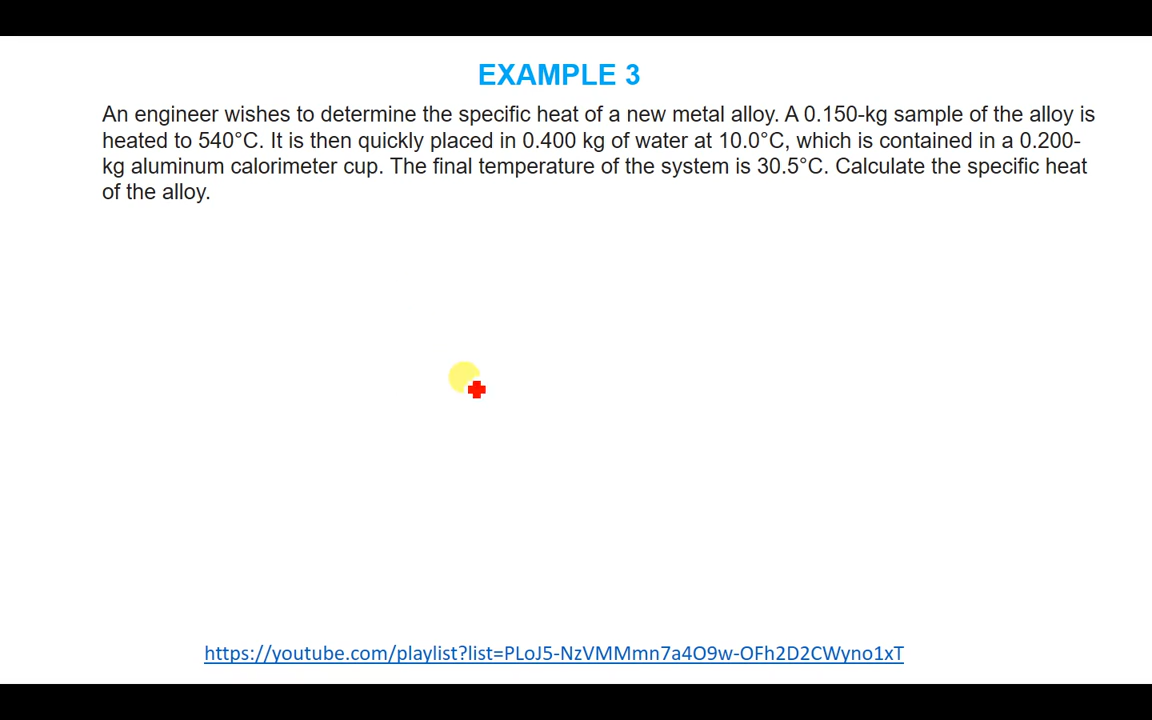 EXAMPLE 3
An engineer wishes to determine the specific heat of a new metal alloy. A 0.150-kg sample of the alloy is
heated to 540°C. It is then quickly placed in 0.400 kg of water at 10.0°C, which is contained in a 0.200-
kg aluminum calorimeter cup. The final temperature of the system is 30.5°C. Calculate the specific heat
of the alloy.
https://youtube.com/playlist?list=PLoJ5-NzVMMmn7a4O9w-OFh2D2CWyno1xT